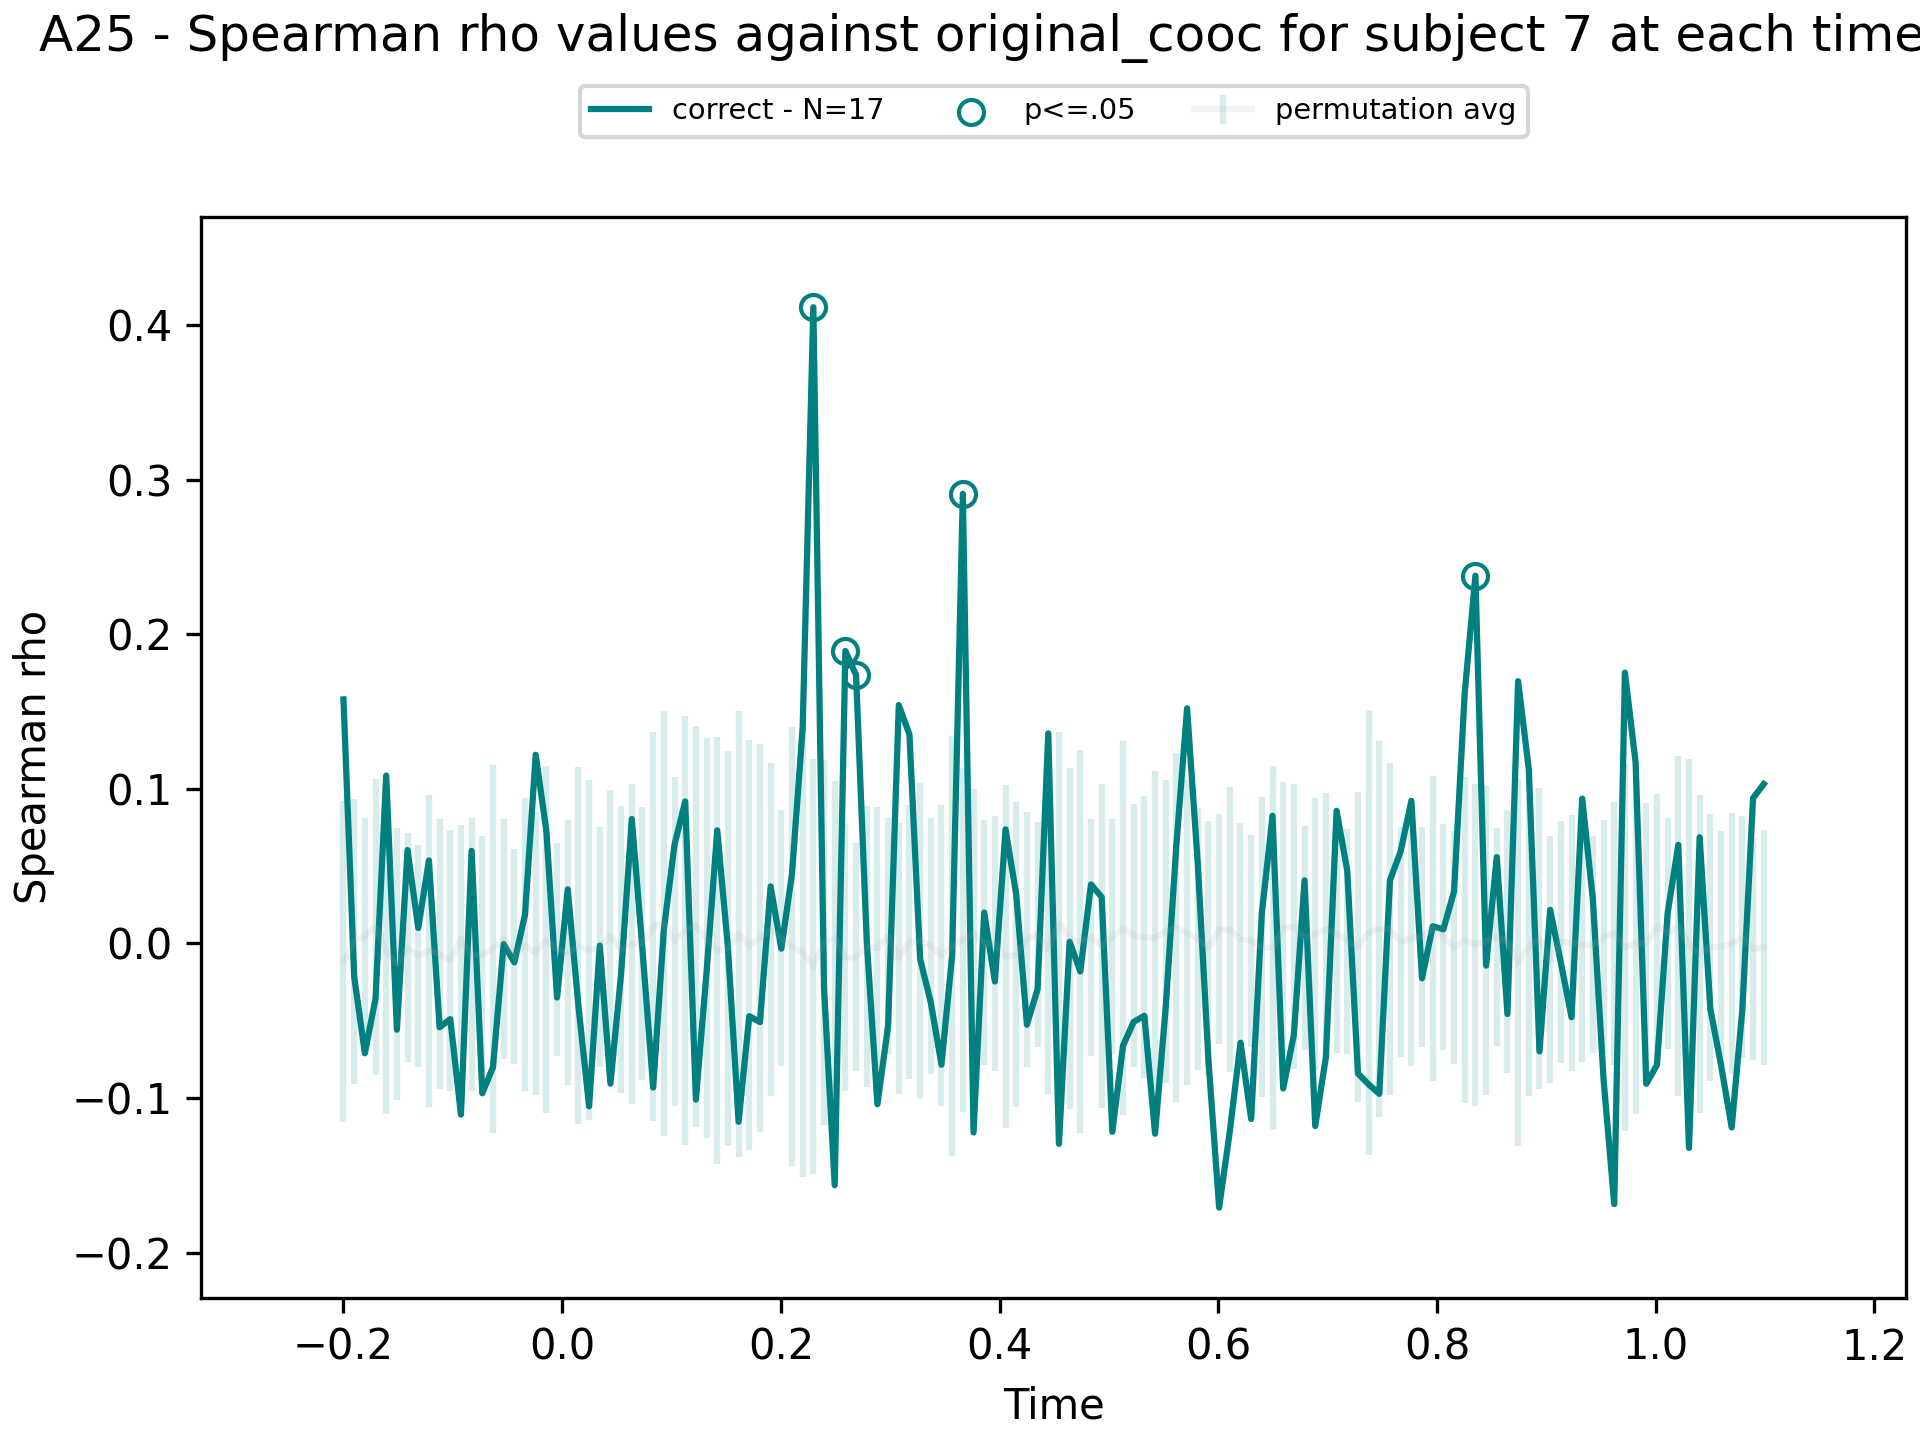 A25 - Spearman rho values against original_cooc for subject 7 at each time
correct - N=17 p<=.05 permutation avg
Spearman rho
0.4
0.3
0.2
0.1
0.0
−0.1
−0.2
−0.2 0.0 0.2 0.4 0.6 0.8 1.0 1.2
Time